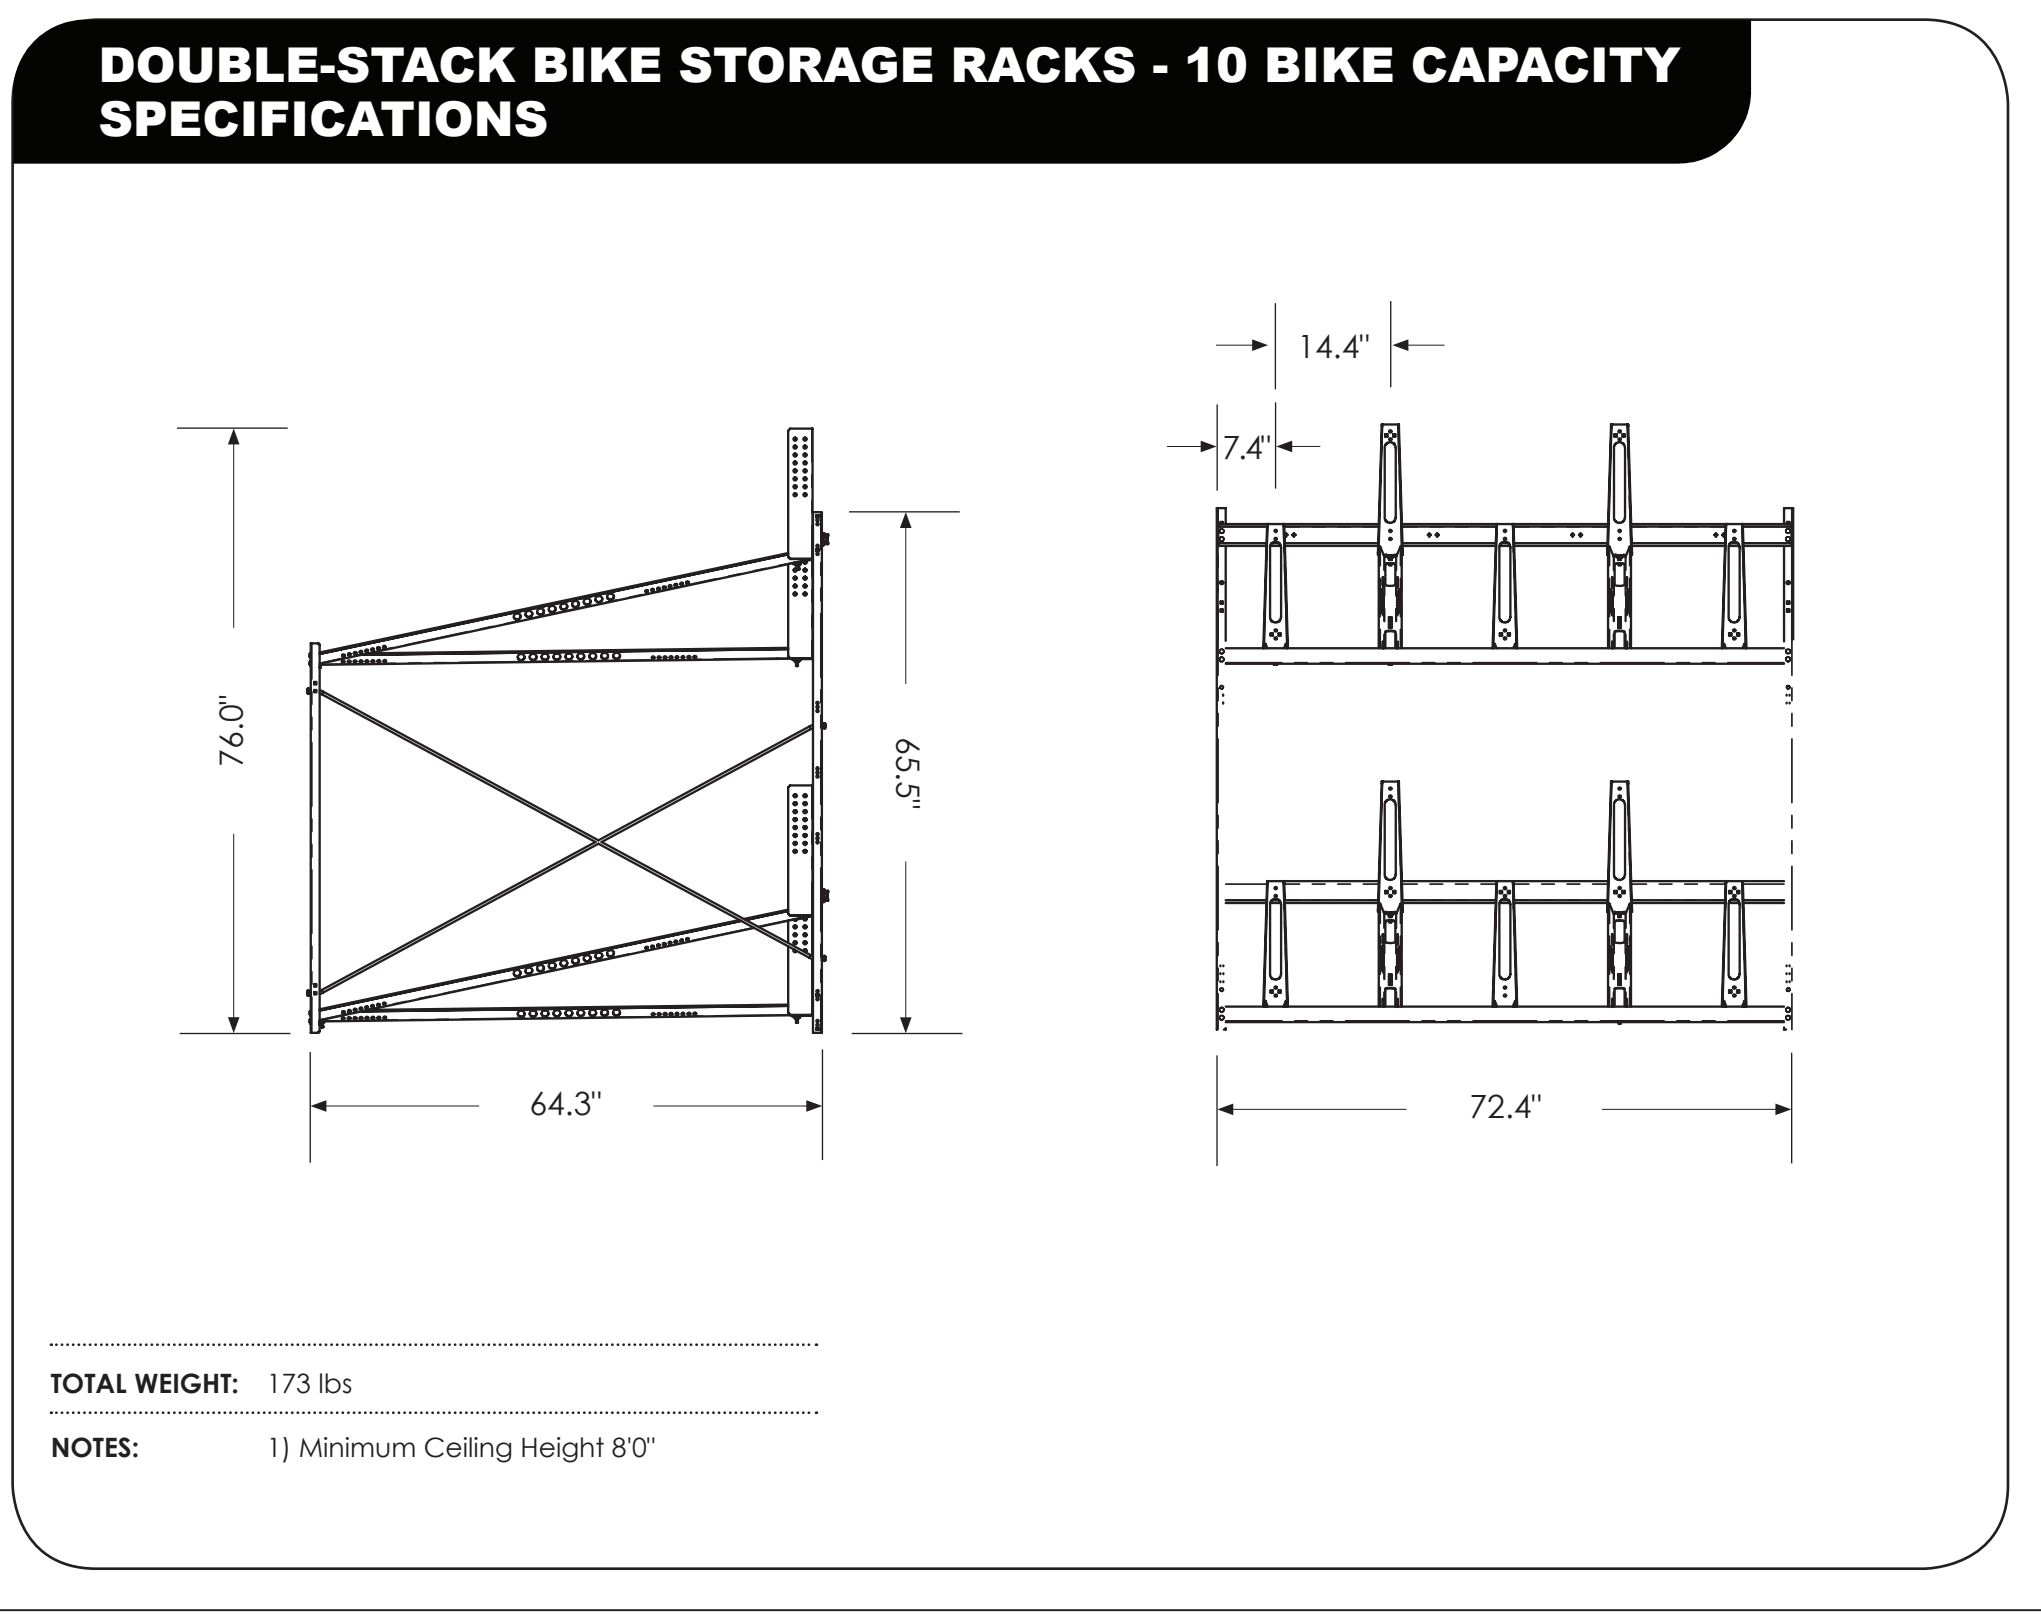 DOUBLE-STACK BIKE STORAGE RACKS - 10 BIKE CAPACITY
SPECIFICATIONS
14.4"
7.4"
76.0"
65.5"
64.3"
72.4"
TOTAL WEIGHT: 173 lbs
NOTES: 1) Minimum Ceiling Height 8'0"